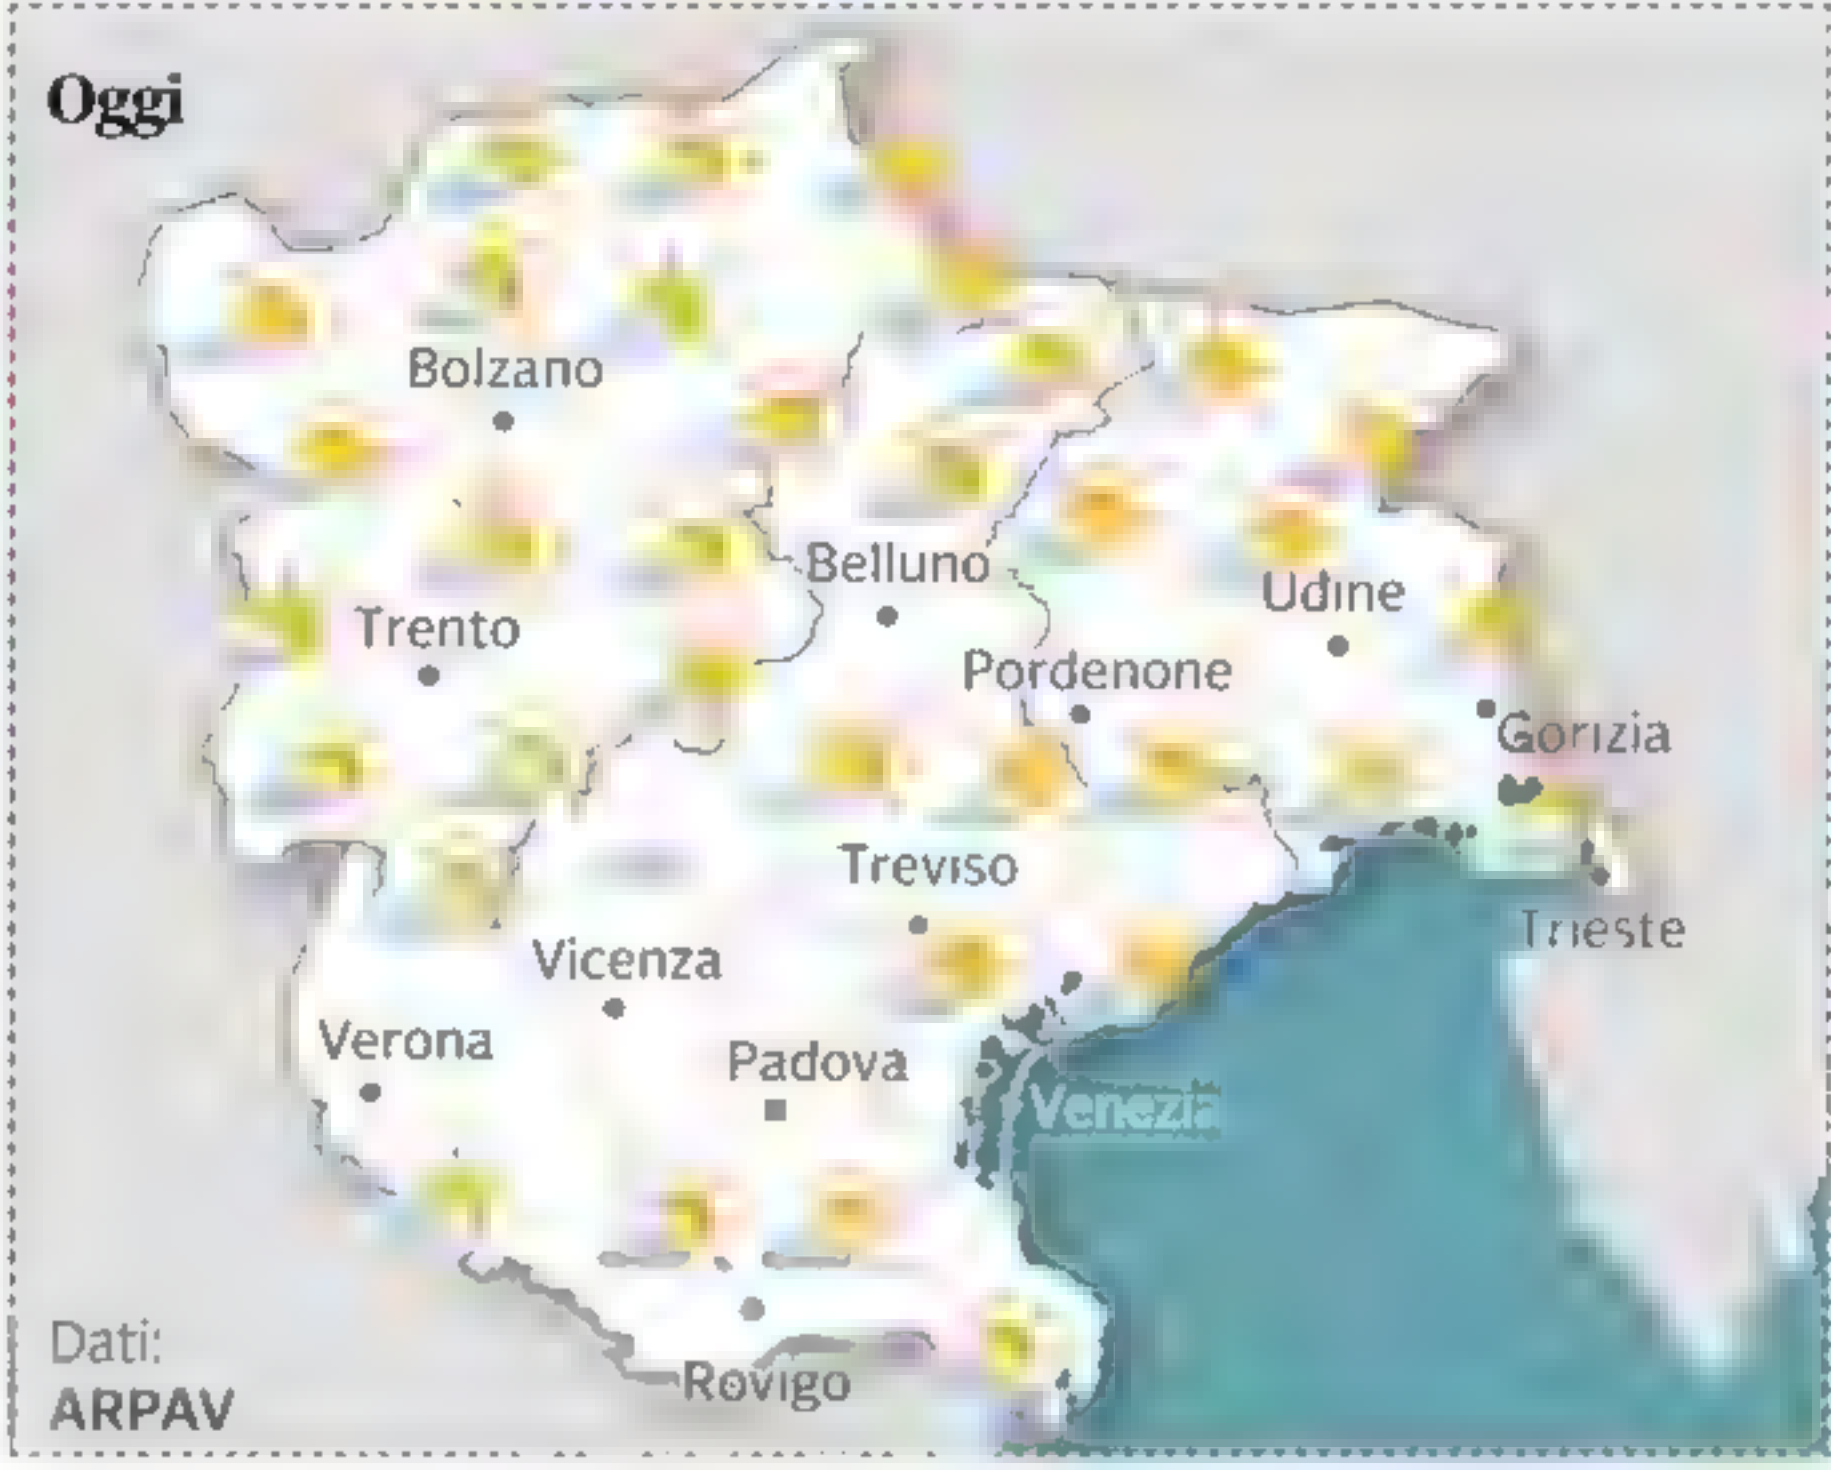 Oggi
Bolzano
Belluno
Udine
Trento
Pordenone
Gorizia
Treviso
Trieste
Vicenza
Verona
Padova
Venezia
Dati:
ARPAV
Rovigo